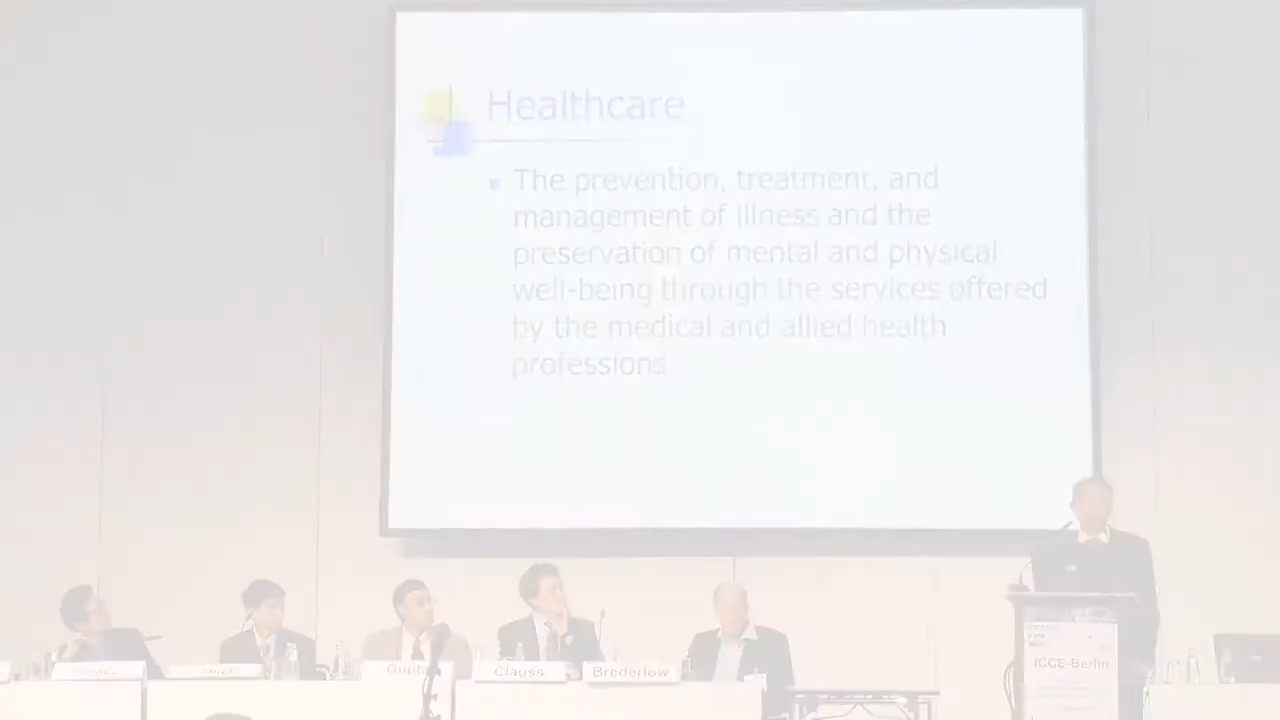 Healthcare
The prevention, treatment, and
management of illness and the
preservation of mental and physical
well-being through the services offered
by the medical and allied health
professions
Gupta
Clauss
Brederlow
ICCE-Berlin